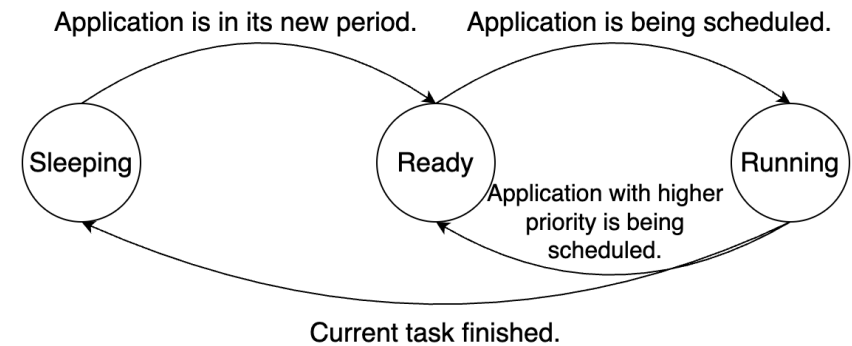 Application is in its new period.
Application is being scheduled.
Sleeping
Ready
Running
Application with higher
priority is being
scheduled.
Current task finished.